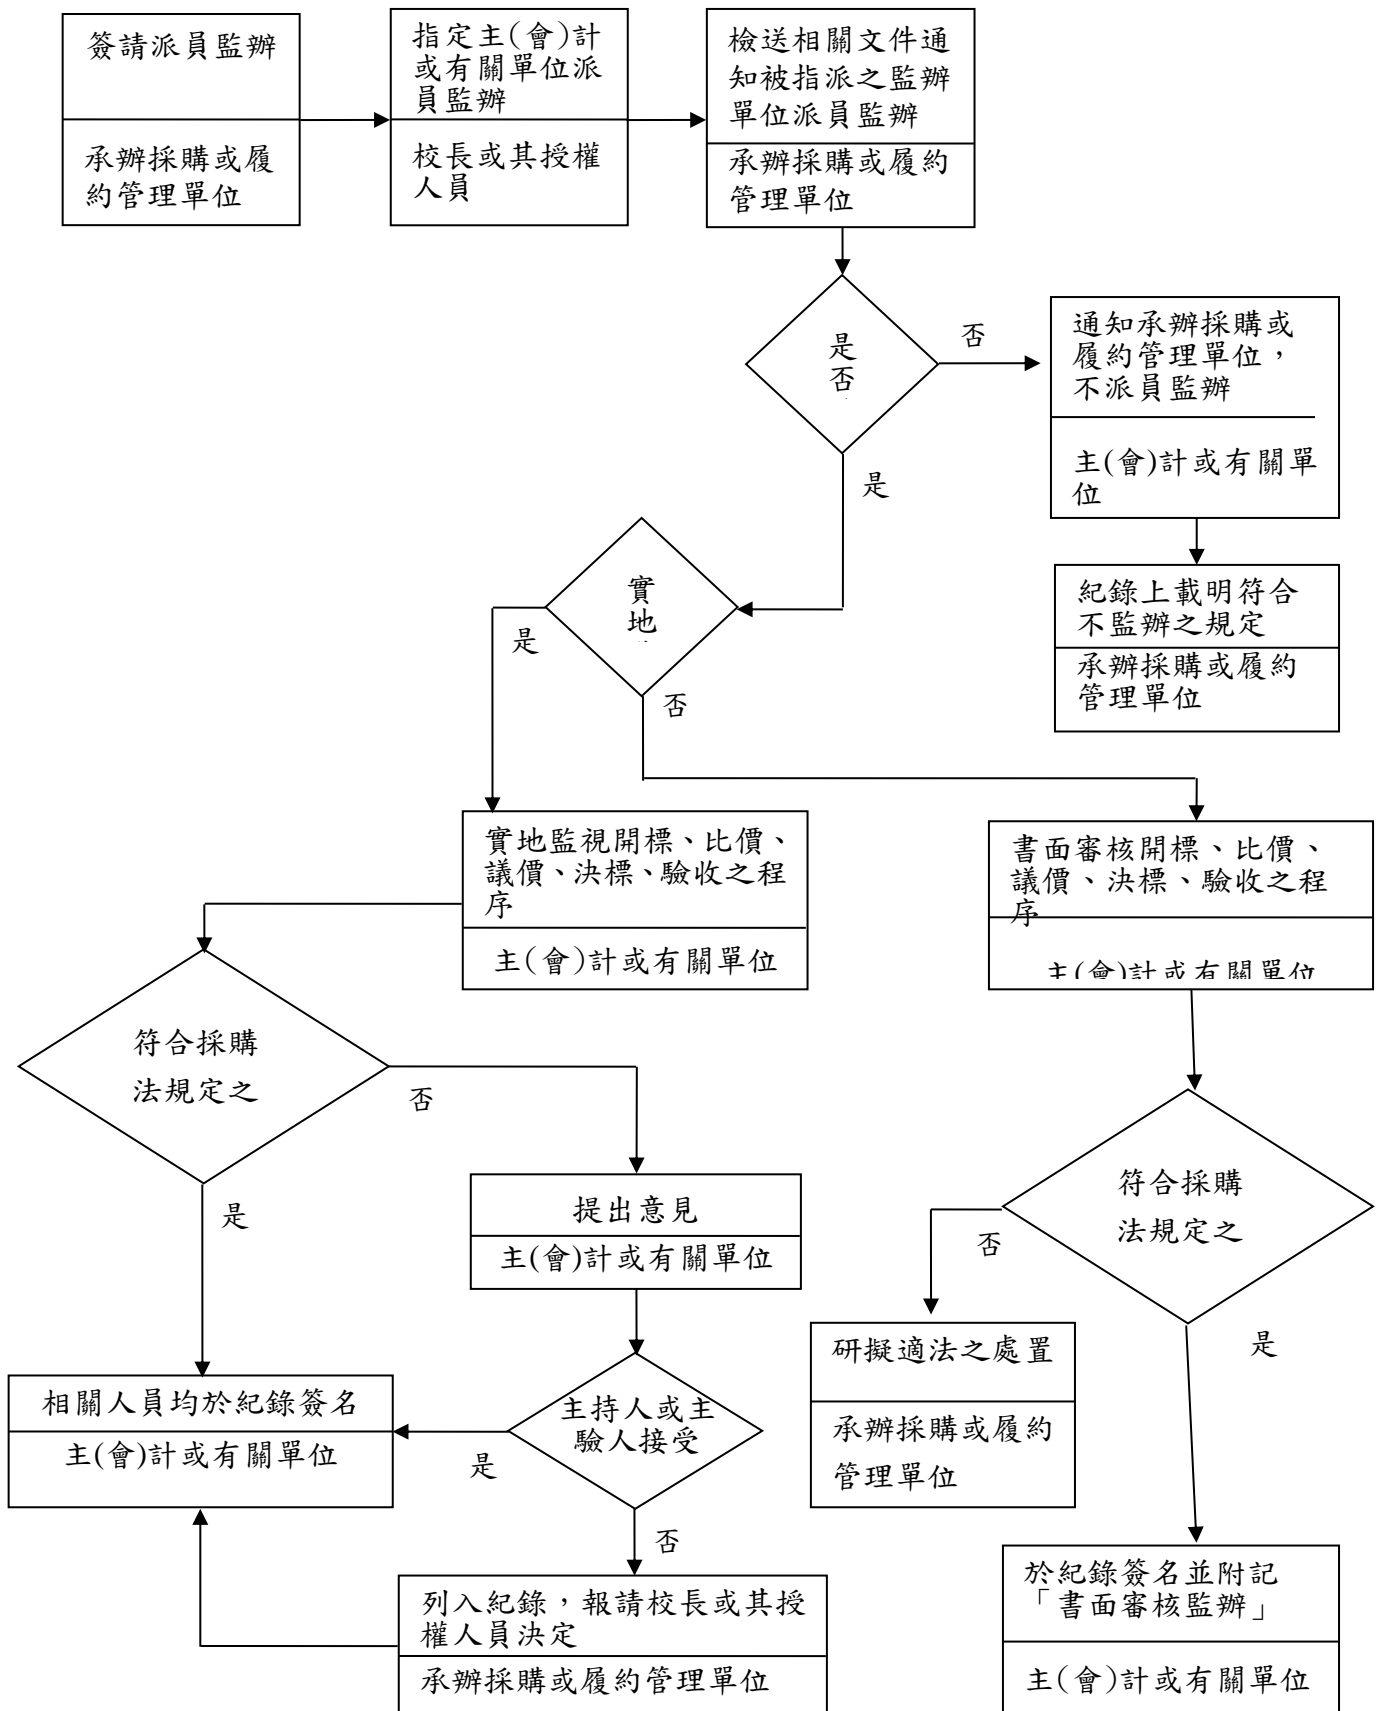 簽請派員監辦
承辦採購或履
約管理單位
指定主(會)計
或有關單位派
員監辦
校長或其授權
人員
檢送相關文件通
知被指派之監辦
單位派員監辦
承辦採購或履約
管理單位
是
否
否
通知承辦採購或
履約管理單位，
不派員監辦
主(會)計或有關單
位
是
實
地
是
否
紀錄上載明符合
不監辦之規定
承辦採購或履約
管理單位
實地監視開標、比價、
議價、決標、驗收之程
序
主(會)計或有關單位
書面審核開標、比價、
議價、決標、驗收之程
序
主(會)計或有關單位
符合採購
法規定之
否
是
提出意見
主(會)計或有關單位
符合採購
法規定之
否
是
研擬適法之處置
承辦採購或履約
管理單位
相關人員均於紀錄簽名
主(會)計或有關單位
主持人或主
驗人接受
是
否
列入紀錄，報請校長或其授
權人員決定
承辦採購或履約管理單位
於紀錄簽名並附記
「書面審核監辦」
主(會)計或有關單位